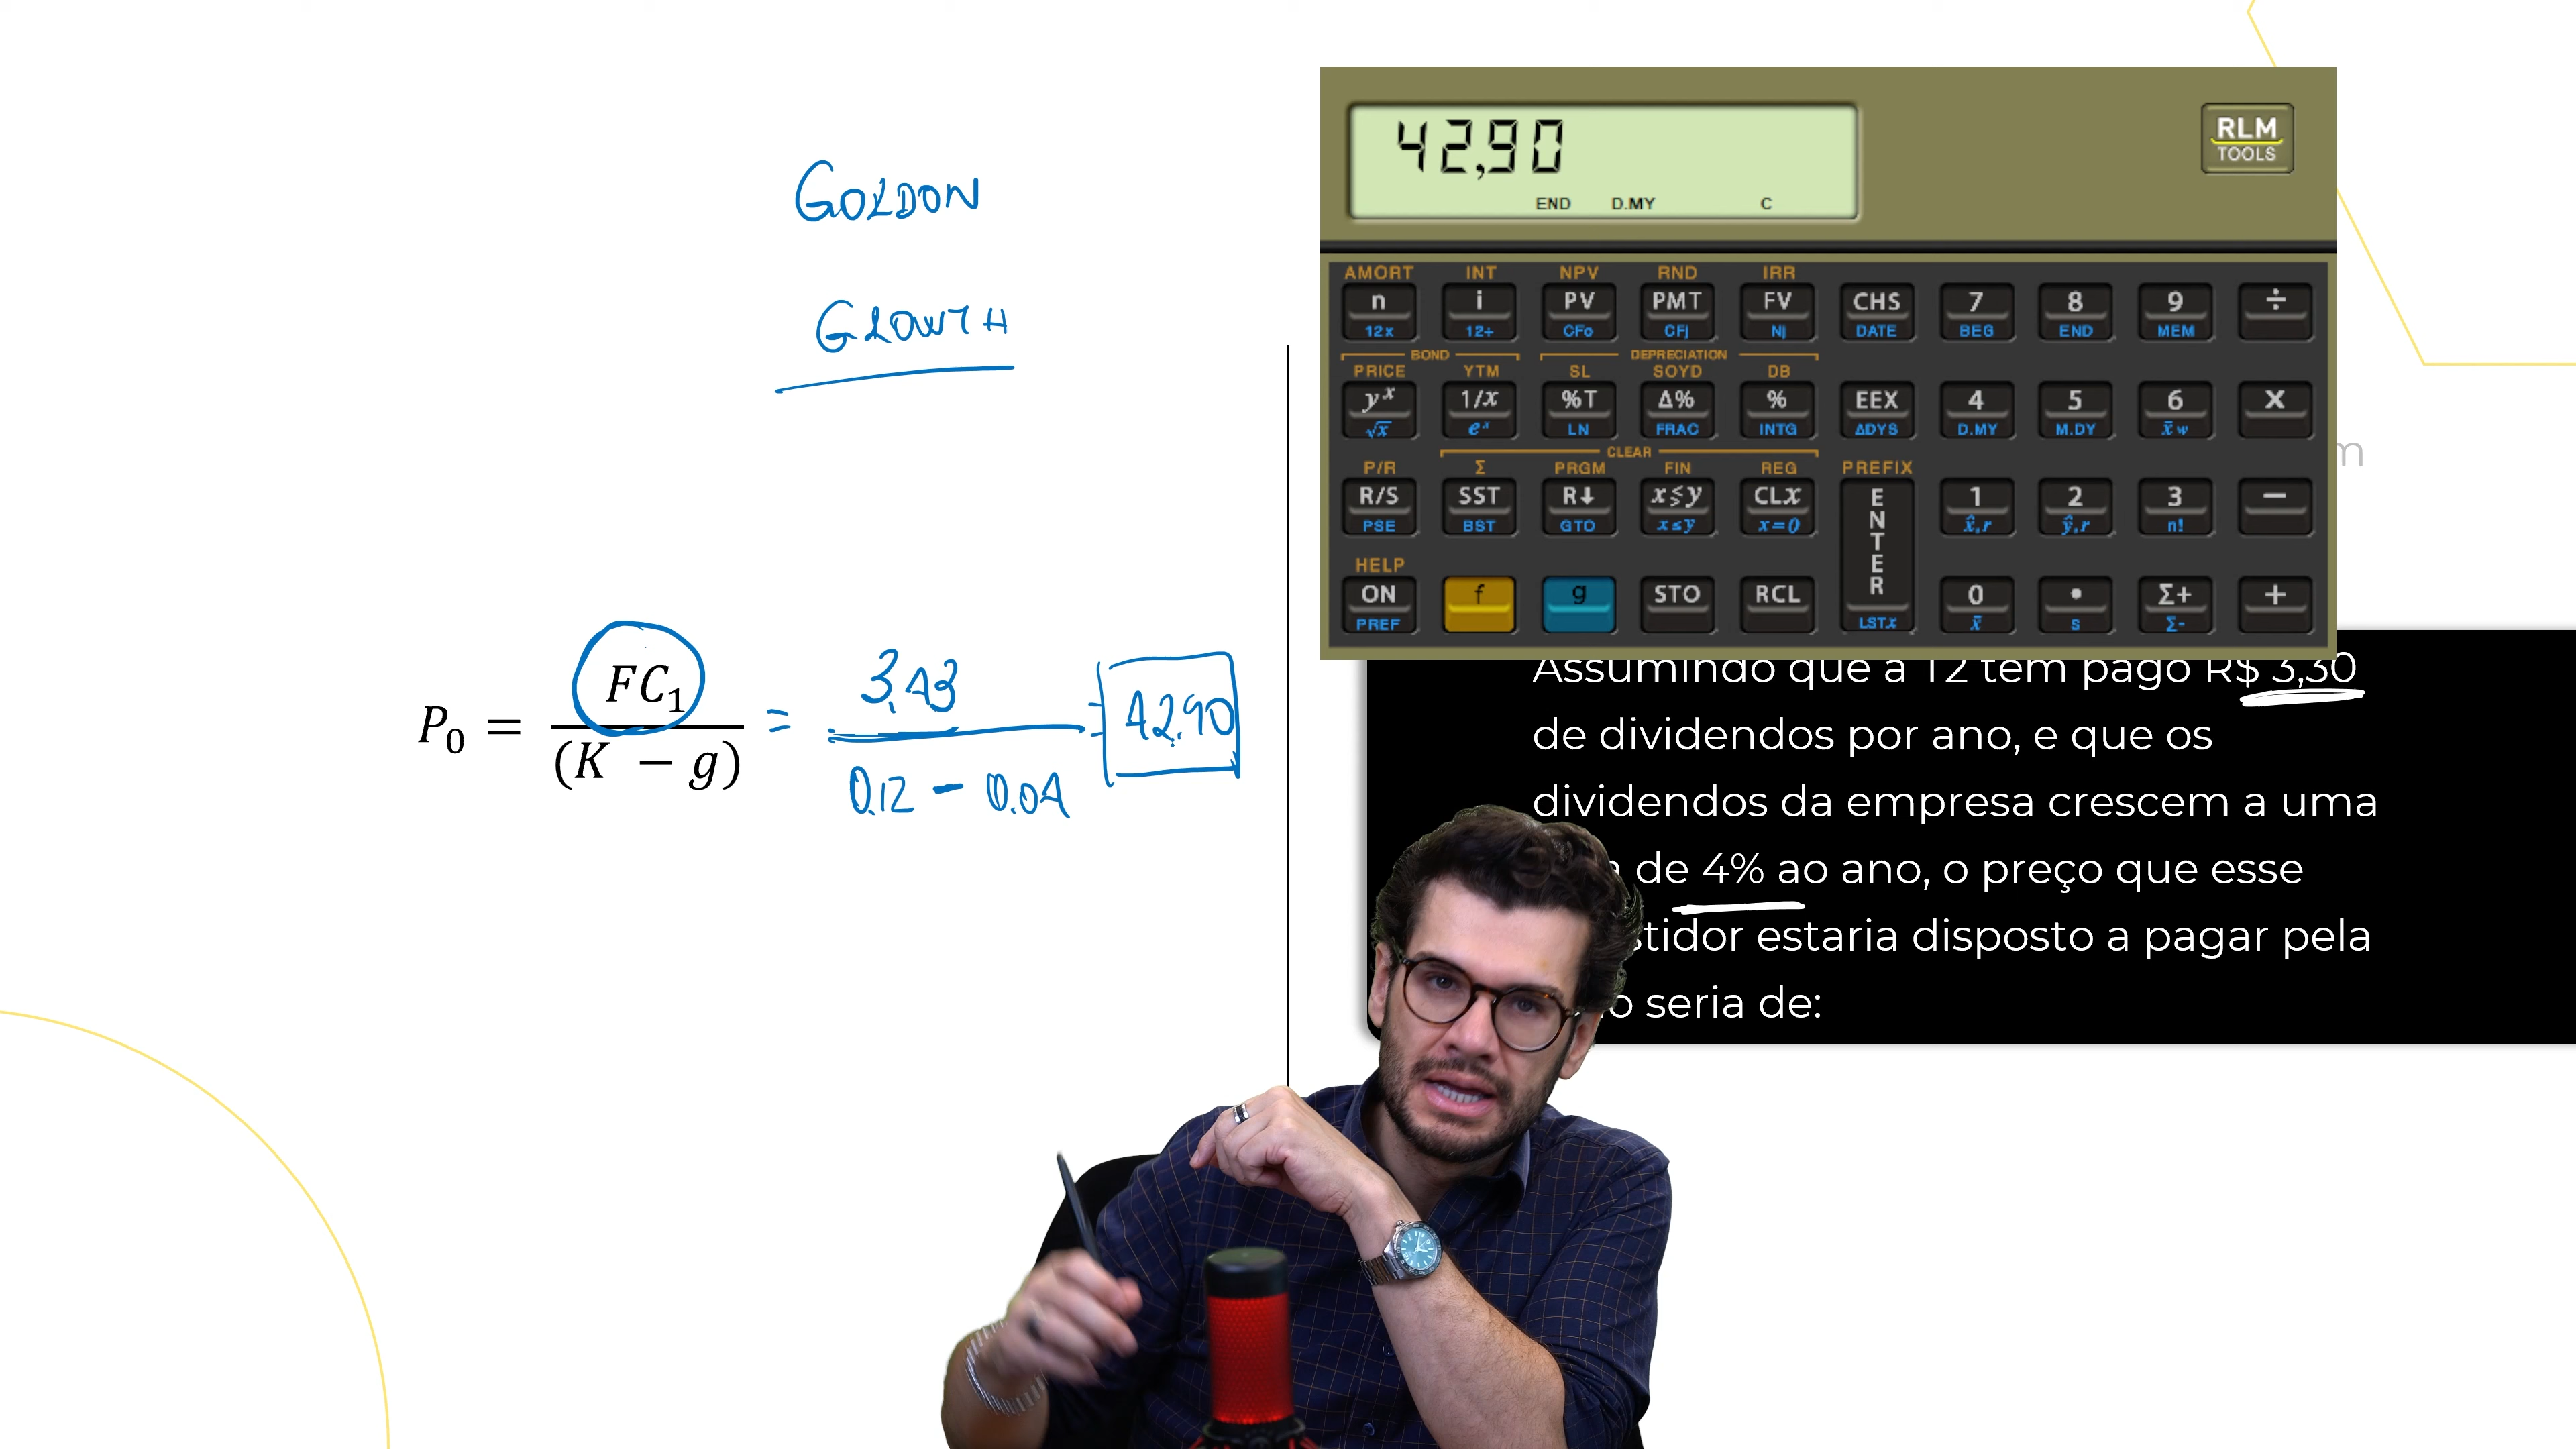 GORDON
GROWTH
P0 = FC1 / (K − g) = 3,43 / 0,12 − 0,04 = 42,90
42,90
END D.MY C
RLM
TOOLS
AMORT INT NPV RND IRR
n i PV PMT FV CHS 7 8 9 ÷
12x 12÷ CFo CFj Nj DATE BEG END MEM
BOND DEPRECIATION
PRICE YTM SL SOYD DB
y^x 1/x %T Δ% % EEX 4 5 6 X
√x e^x LN FRAC INTG ΔDYS D.MY M.DY x̄w
CLEAR
P/R Σ PRGM FIN REG PREFIX
R/S SST R↓ x≶y CLx ENTER 1 2 3 −
PSE BST GTO x≤y x=0 x̂,r ŷ,r n!
HELP
ON f g STO RCL 0 • Σ+ +
PREF LSTx x̄ s Σ-
m
Assumindo que a T2 tem pago R$ 3,30
de dividendos por ano, e que os
dividendos da empresa crescem a uma
de 4% ao ano, o preço que esse
stidor estaria disposto a pagar pela
o seria de: